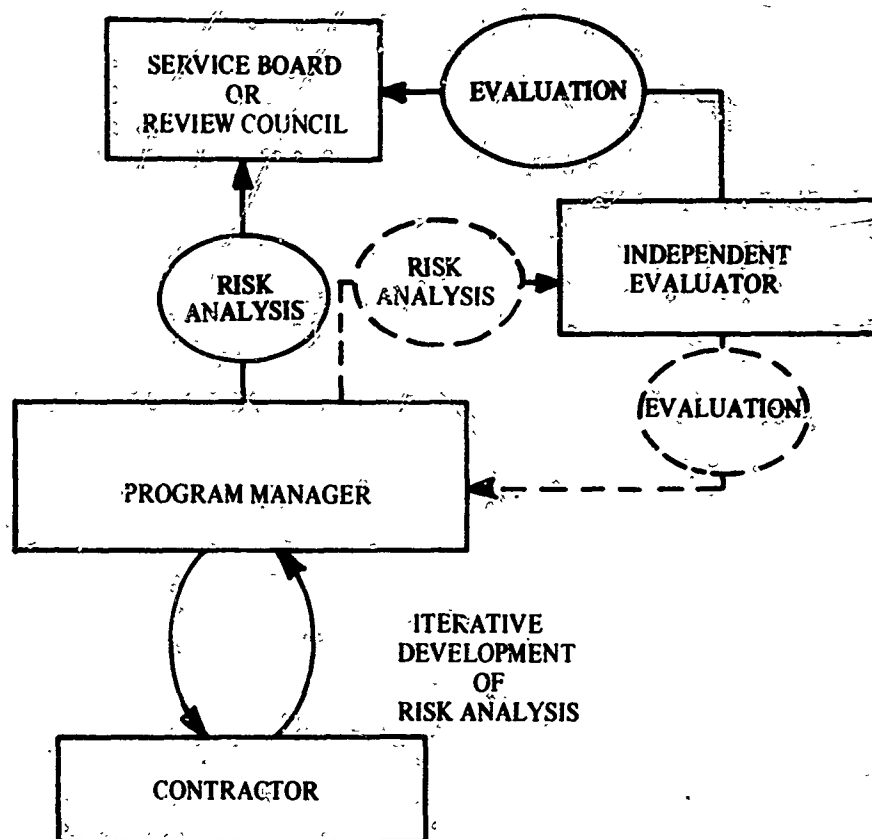 SERVICE BOARD
OR
REVIEW COUNCIL
EVALUATION
RISK
ANALYSIS
RISK
ANALYSIS
INDEPENDENT
EVALUATOR
EVALUATION
PROGRAM MANAGER
ITERATIVE
DEVELOPMENT
OF
RISK ANALYSIS
CONTRACTOR